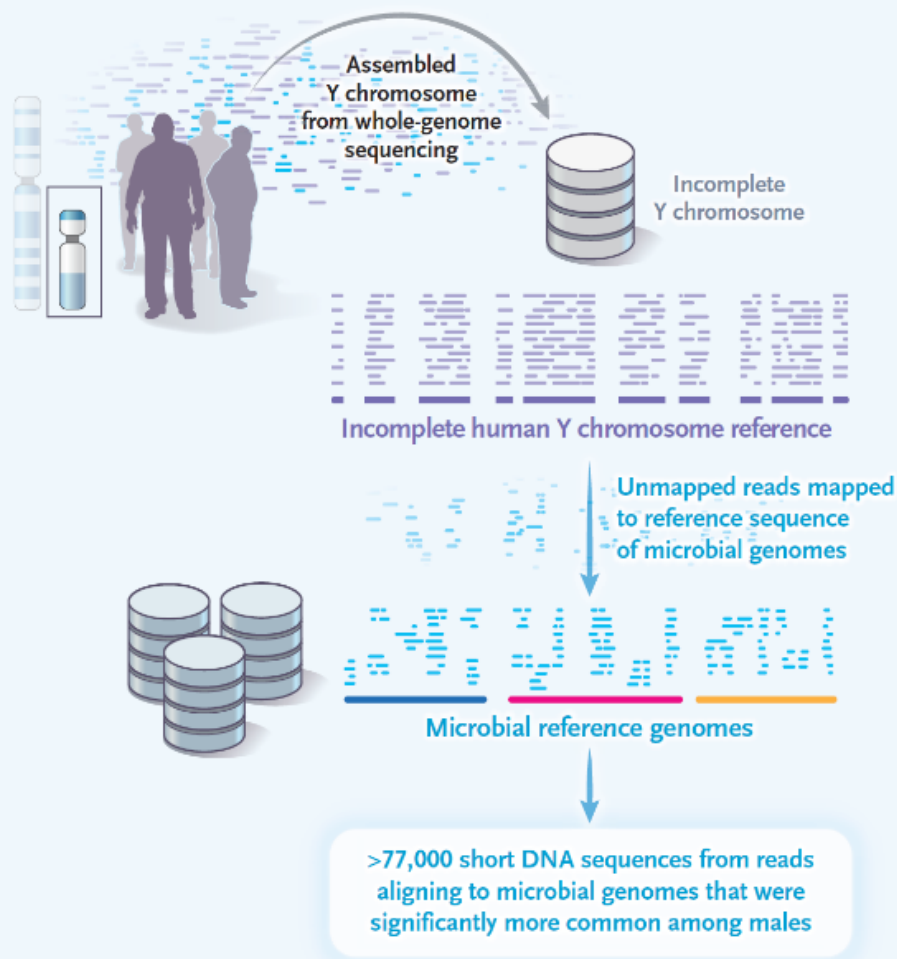 Assembled
Y chromosome
from whole-genome
sequencing
Incomplete
Y chromosome
Incomplete human Y chromosome reference
Unmapped reads mapped
to reference sequence
of microbial genomes
Microbial reference genomes
>77,000 short DNA sequences from reads
aligning to microbial genomes that were
significantly more common among males